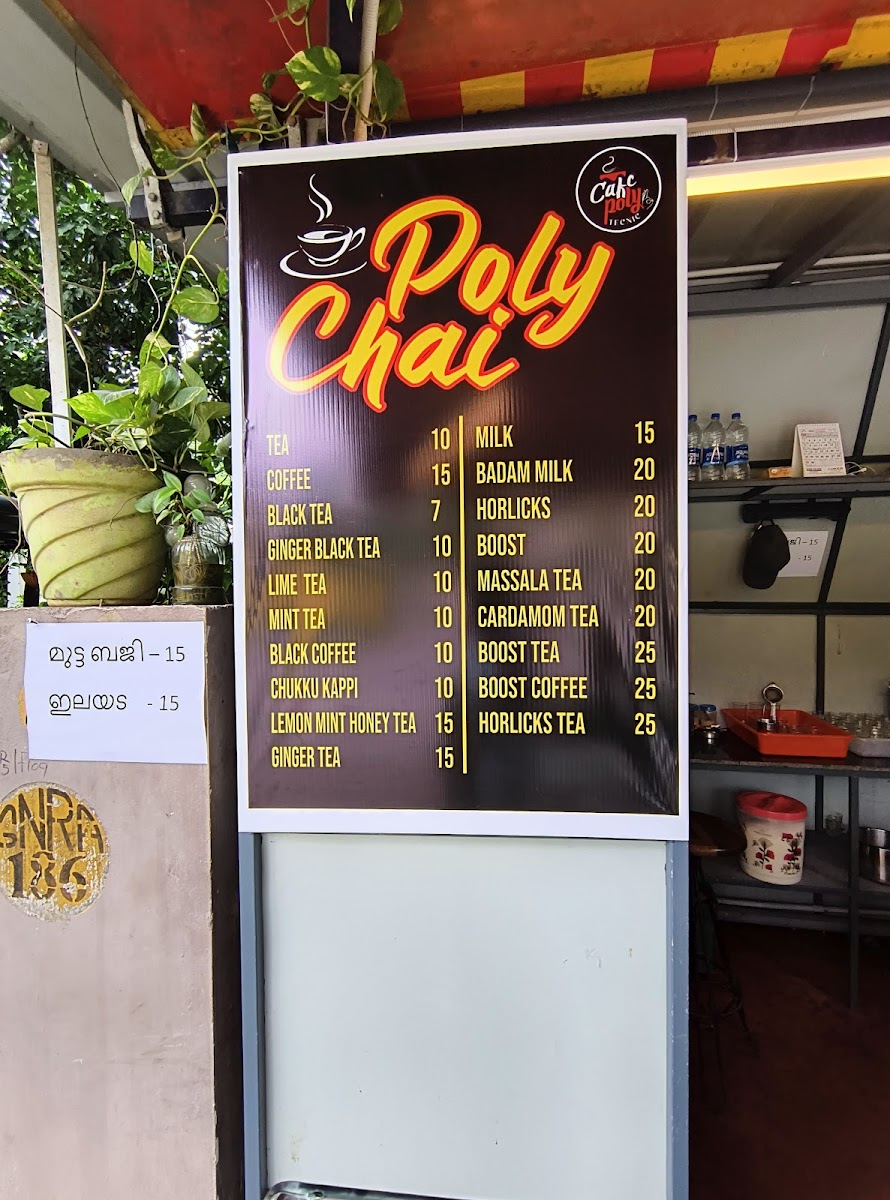 Cafe
poly
TECNIC
Poly
Chai
TEA 10
COFFEE 15
BLACK TEA 7
GINGER BLACK TEA 10
LIME TEA 10
MINT TEA 10
BLACK COFFEE 10
CHUKKU KAPPI 10
LEMON MINT HONEY TEA 15
GINGER TEA 15
MILK 15
BADAM MILK 20
HORLICKS 20
BOOST 20
MASSALA TEA 20
CARDAMOM TEA 20
BOOST TEA 25
BOOST COFFEE 25
HORLICKS TEA 25
മുട്ട ബജി – 15
ഇലയട - 15
GNRA
186
– 15
- 15